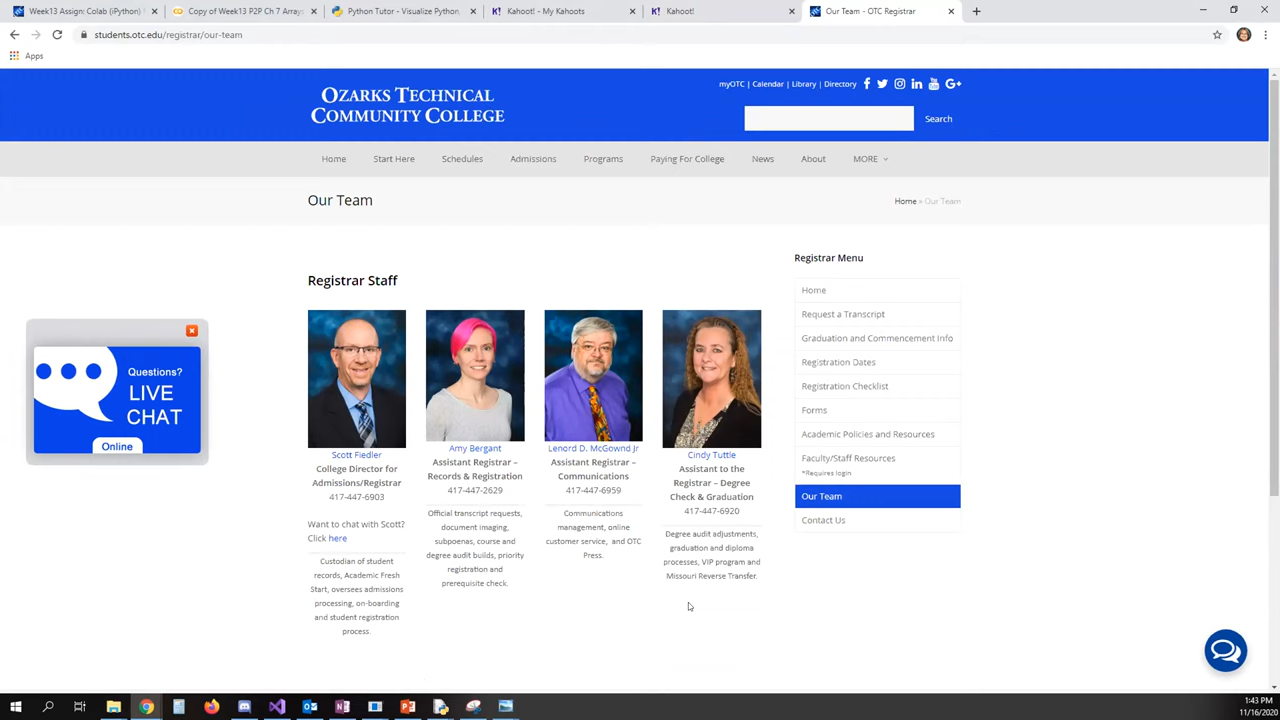 Week13 Assign: Colab (iPython)
Copy of Week13 P2P Ch 7 Arrays
Python Tutor - Visualize Python,
Kahoot! - My Kahoots
Kahoot!
Our Team - OTC Registrar
students.otc.edu/registrar/our-team
Apps
OZARKS TECHNICAL
COMMUNITY COLLEGE
myOTC | Calendar | Library | Directory
Search
Home Start Here Schedules Admissions Programs Paying For College News About MORE
Our Team
Home » Our Team
Registrar Staff
Scott Fiedler
College Director for
Admissions/Registrar
417-447-6903
Want to chat with Scott?
Click here
Custodian of student
records, Academic Fresh
Start, oversees admissions
processing, on-boarding
and student registration
process.
Amy Bergant
Assistant Registrar –
Records & Registration
417-447-2629
Official transcript requests,
document imaging,
subpoenas, course and
degree audit builds, priority
registration and
prerequisite check.
Lenord D. McGownd Jr
Assistant Registrar –
Communications
417-447-6959
Communications
management, online
customer service, and OTC
Press.
Cindy Tuttle
Assistant to the
Registrar – Degree
Check & Graduation
417-447-6920
Degree audit adjustments,
graduation and diploma
processes, VIP program and
Missouri Reverse Transfer.
Registrar Menu
Home
Request a Transcript
Graduation and Commencement Info
Registration Dates
Registration Checklist
Forms
Academic Policies and Resources
Faculty/Staff Resources
*Requires login
Our Team
Contact Us
Questions?
LIVE
CHAT
Online
1:43 PM
11/16/2020